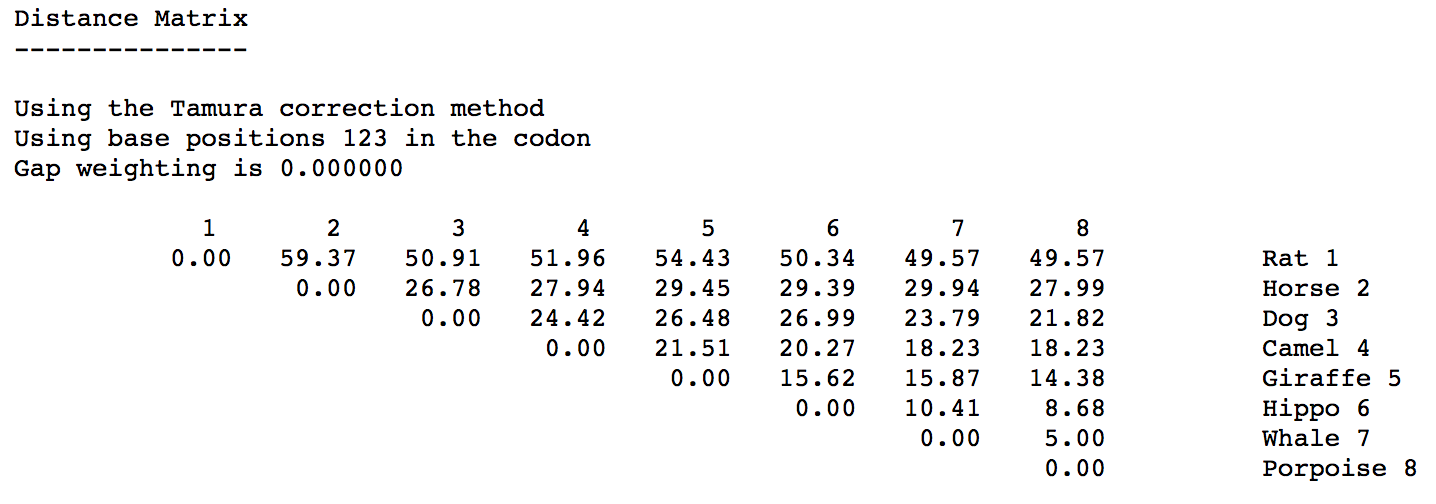 Distance Matrix
---------------
Using the Tamura correction method
Using base positions 123 in the codon
Gap weighting is 0.000000
1 2 3 4 5 6 7 8
0.00 59.37 50.91 51.96 54.43 50.34 49.57 49.57 Rat 1
0.00 26.78 27.94 29.45 29.39 29.94 27.99 Horse 2
0.00 24.42 26.48 26.99 23.79 21.82 Dog 3
0.00 21.51 20.27 18.23 18.23 Camel 4
0.00 15.62 15.87 14.38 Giraffe 5
0.00 10.41 8.68 Hippo 6
0.00 5.00 Whale 7
0.00 Porpoise 8